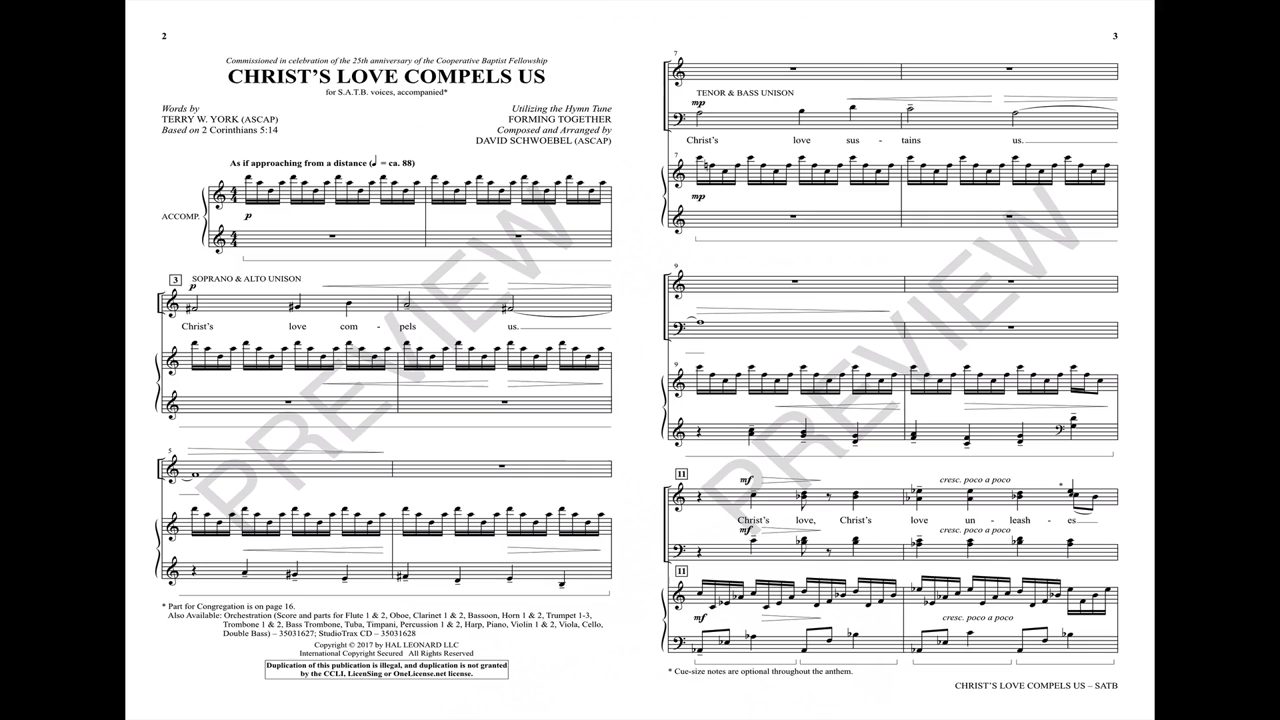 2
Commissioned in celebration of the 25th anniversary of the Cooperative Baptist Fellowship
CHRIST'S LOVE COMPELS US
for S.A.T.B. voices, accompanied*
Words by
TERRY W. YORK (ASCAP)
Based on 2 Corinthians 5:14
Utilizing the Hymn Tune
FORMING TOGETHER
Composed and Arranged by
DAVID SCHWOEBEL (ASCAP)
As if approaching from a distance (♩ = ca. 88)
ACCOMP.
p
3 SOPRANO & ALTO UNISON
p
Christ's love com - pels us.
5
* Part for Congregation is on page 16.
Also Available: Orchestration (Score and parts for Flute 1 & 2, Oboe, Clarinet 1 & 2, Bassoon, Horn 1 & 2, Trumpet 1-3,
Trombone 1 & 2, Bass Trombone, Tuba, Timpani, Percussion 1 & 2, Harp, Piano, Violin 1 & 2, Viola, Cello,
Double Bass) – 35031627; StudioTrax CD – 35031628
Copyright © 2017 by HAL LEONARD LLC
International Copyright Secured All Rights Reserved
Duplication of this publication is illegal, and duplication is not granted
by the CCLI, LicenSing or OneLicense.net license.
PREVIEW
3
7
TENOR & BASS UNISON
mp
Christ's love sus - tains us.
7
mp
9
9
11
mf cresc. poco a poco *
Christ's love, Christ's love un - leash - es
mf cresc. poco a poco
11
mf cresc. poco a poco
* Cue-size notes are optional throughout the anthem.
CHRIST'S LOVE COMPELS US – SATB
PREVIEW